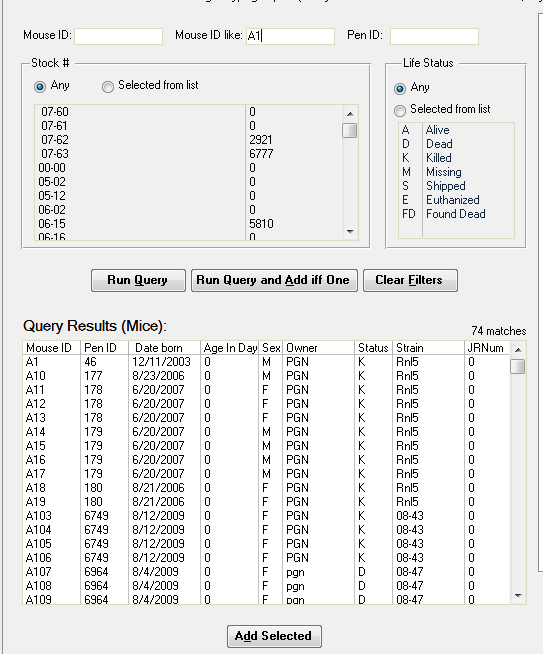 Mouse ID: Mouse ID like: A1 Pen ID:
Stock #
Any Selected from list
07-60 0
07-61 0
07-62 2921
07-63 6777
00-00 0
05-02 0
05-12 0
06-02 0
06-15 5810
06-16 0
Life Status
Any
Selected from list
A Alive
D Dead
K Killed
M Missing
S Shipped
E Euthanized
FD Found Dead
Run Query Run Query and Add iff One Clear Filters
Query Results (Mice): 74 matches
Mouse ID Pen ID Date born Age In Day Sex Owner Status Strain JRNum
A1 46 12/11/2003 0 M PGN K Rnl5 0
A10 177 8/23/2006 0 M PGN K Rnl5 0
A11 178 6/20/2007 0 F PGN K Rnl5 0
A12 178 6/20/2007 0 F PGN K Rnl5 0
A13 178 6/20/2007 0 F PGN K Rnl5 0
A14 179 6/20/2007 0 M PGN K Rnl5 0
A15 179 6/20/2007 0 M PGN K Rnl5 0
A16 179 6/20/2007 0 M PGN K Rnl5 0
A17 179 6/20/2007 0 M PGN K Rnl5 0
A18 180 8/21/2006 0 F PGN K Rnl5 0
A19 180 8/21/2006 0 F PGN K Rnl5 0
A103 6749 8/12/2009 0 F PGN K 08-43 0
A104 6749 8/12/2009 0 F PGN K 08-43 0
A105 6749 8/12/2009 0 F PGN K 08-43 0
A106 6749 8/12/2009 0 F PGN K 08-43 0
A107 6964 8/4/2009 0 F pgn D 08-47 0
A108 6964 8/4/2009 0 F pgn D 08-47 0
A109 6964 8/4/2009 0 F pgn D 08-47 0
Add Selected